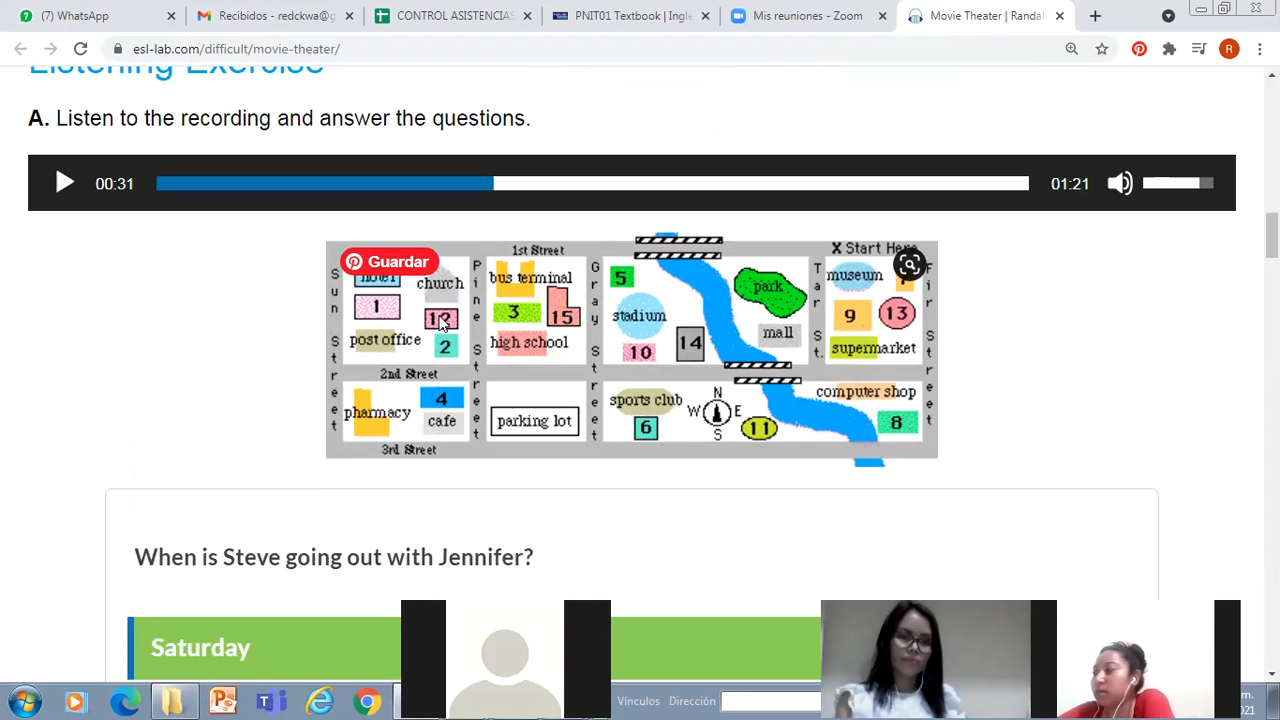 (7) WhatsApp
Recibidos - redckwa@g
CONTROL ESISTENCIAS
PNIT01 Textbook | Ingle
Mis reuniones - Zoom
Movie Theater | Randall
esl-lab.com/difficult/movie-theater/
R
Listening Exercise
A. Listen to the recording and answer the questions.
00:31
01:21
Guardar
1st Street
X Start Here
Sun Street
hotel
church
1
12
post office
2
Pine Street
bus terminal
3
15
high school
Gray Street
5
stadium
10
14
park
mall
Tar St.
museum
7
9
13
supermarket
Fir Street
2nd Street
pharmacy
4
cafe
parking lot
sports club
6
N
W E
S
11
computer shop
8
3rd Street
When is Steve going out with Jennifer?
Saturday
Vínculos
Dirección